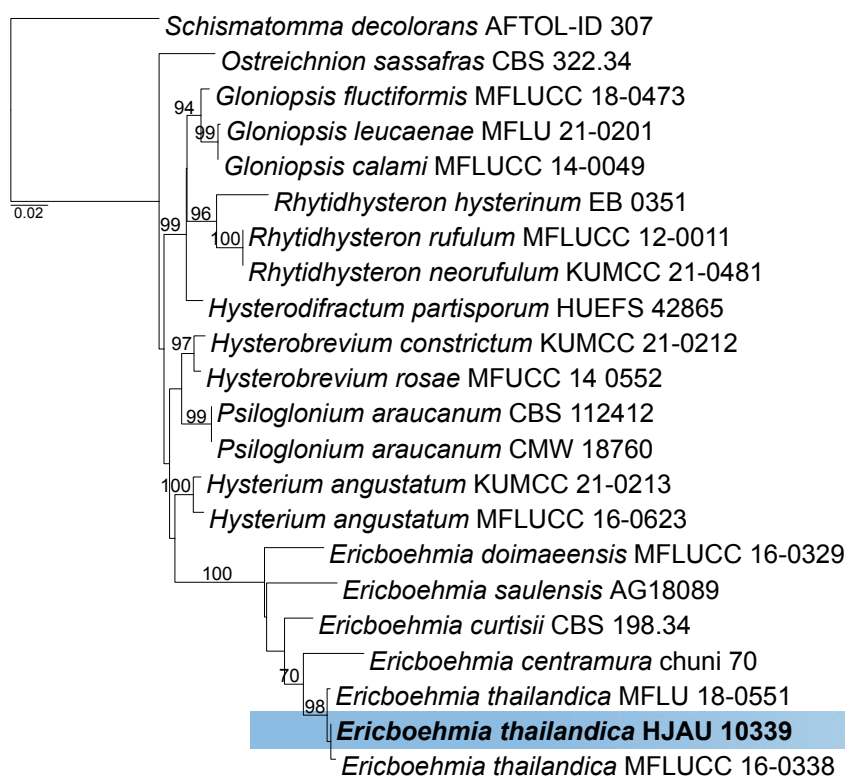 Schismatomma decolorans AFTOL-ID 307
Ostreichnion sassafras CBS 322.34
Gloniopsis fluctiformis MFLUCC 18-0473
94
Gloniopsis leucaenae MFLU 21-0201
99
Gloniopsis calami MFLUCC 14-0049
Rhytidhysteron hysterinum EB 0351
0.02
96
99
Rhytidhysteron rufulum MFLUCC 12-0011
100
Rhytidhysteron neorufulum KUMCC 21-0481
Hysterodifractum partisporum HUEFS 42865
Hysterobrevium constrictum KUMCC 21-0212
97
Hysterobrevium rosae MFUCC 14 0552
Psiloglonium araucanum CBS 112412
99
Psiloglonium araucanum CMW 18760
Hysterium angustatum KUMCC 21-0213
100
Hysterium angustatum MFLUCC 16-0623
Ericboehmia doimaeensis MFLUCC 16-0329
100
Ericboehmia saulensis AG18089
Ericboehmia curtisii CBS 198.34
Ericboehmia centramura chuni 70
70
Ericboehmia thailandica MFLU 18-0551
98
Ericboehmia thailandica HJAU 10339
Ericboehmia thailandica MFLUCC 16-0338